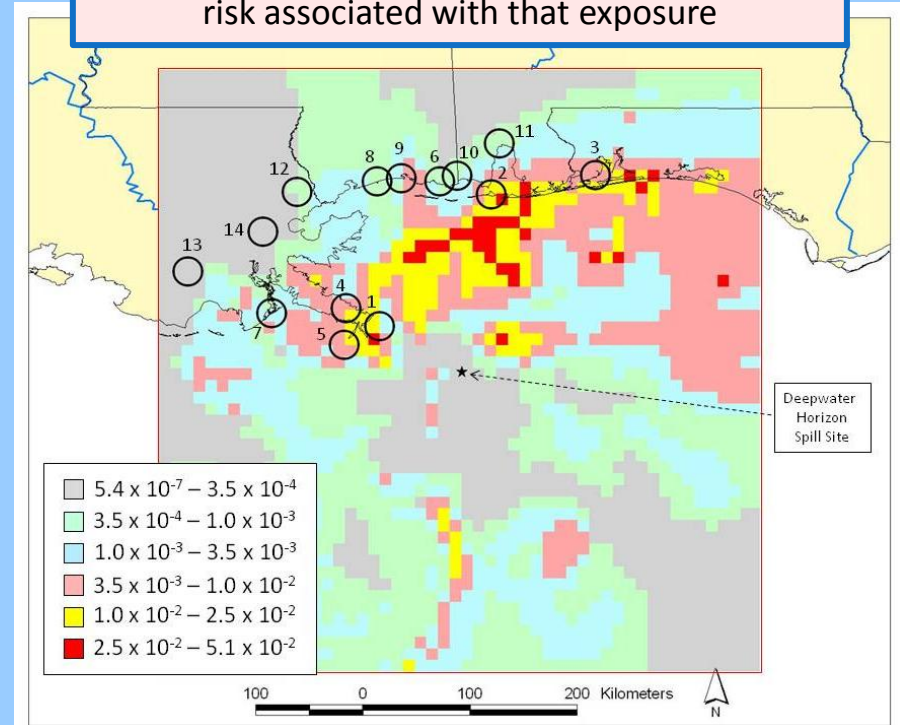 risk associated with that exposure
11
9
6
10
3
8
2
12
14
13
4
1
7
5
Deepwater
Horizon
Spill Site
5.4 x 10⁻⁷ – 3.5 x 10⁻⁴
3.5 x 10⁻⁴ – 1.0 x 10⁻³
1.0 x 10⁻³ – 3.5 x 10⁻³
3.5 x 10⁻³ – 1.0 x 10⁻²
1.0 x 10⁻² – 2.5 x 10⁻²
2.5 x 10⁻² – 5.1 x 10⁻²
100 0 100 200 Kilometers
N